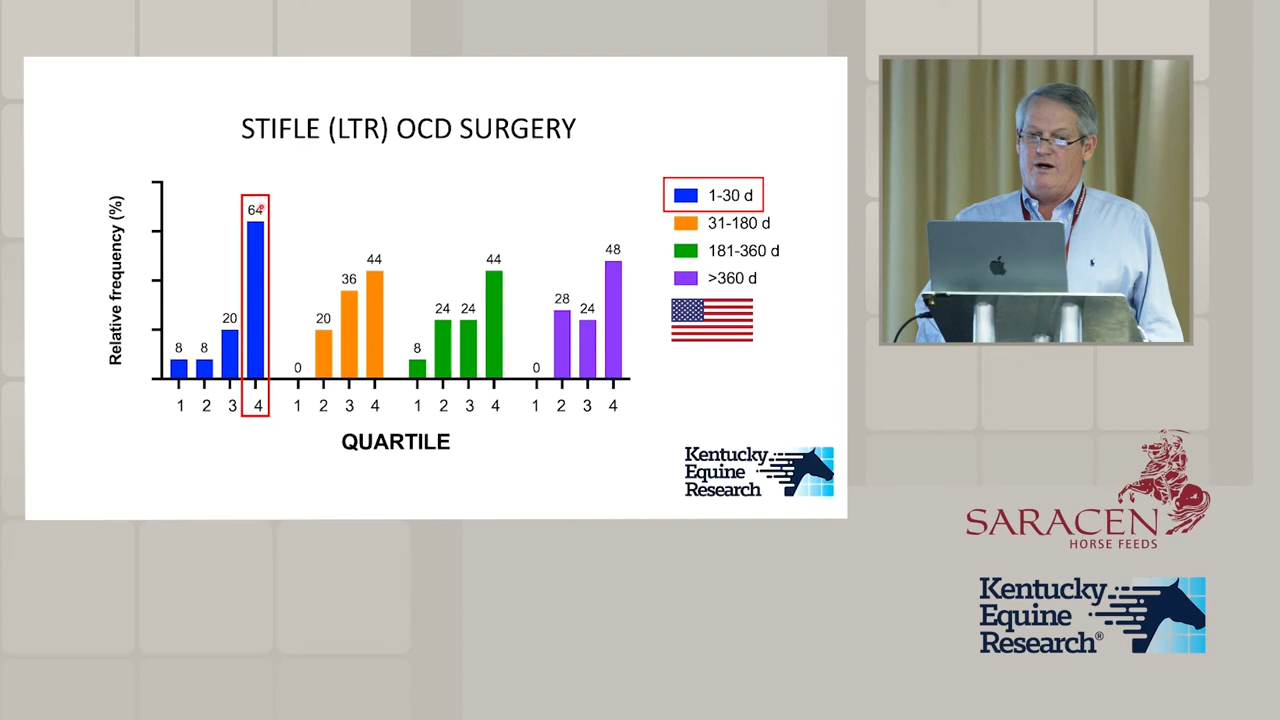 STIFLE (LTR) OCD SURGERY
Relative frequency (%)
8 8 20 64 0 20 36 44 8 24 24 44 0 28 24 48
1 2 3 4 1 2 3 4 1 2 3 4 1 2 3 4
QUARTILE
1-30 d
31-180 d
181-360 d
>360 d
Kentucky
Equine
Research
SARACEN
HORSE FEEDS
Kentucky
Equine
Research®